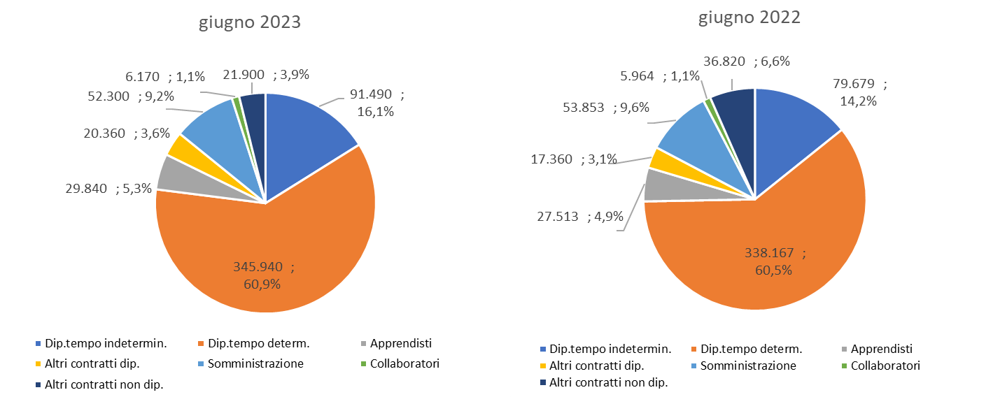 giugno 2023
6.170 ; 1,1%
21.900 ; 3,9%
52.300 ; 9,2%
91.490 ;
16,1%
20.360 ; 3,6%
29.840 ; 5,3%
345.940 ;
60,9%
Dip.tempo indetermin.
Dip.tempo determ.
Apprendisti
Altri contratti dip.
Somministrazione
Collaboratori
Altri contratti non dip.
giugno 2022
36.820 ; 6,6%
5.964 ; 1,1%
79.679 ;
14,2%
53.853 ; 9,6%
17.360 ; 3,1%
27.513 ; 4,9%
338.167 ;
60,5%
Dip.tempo indetermin.
Dip.tempo determ.
Apprendisti
Altri contratti dip.
Somministrazione
Collaboratori
Altri contratti non dip.